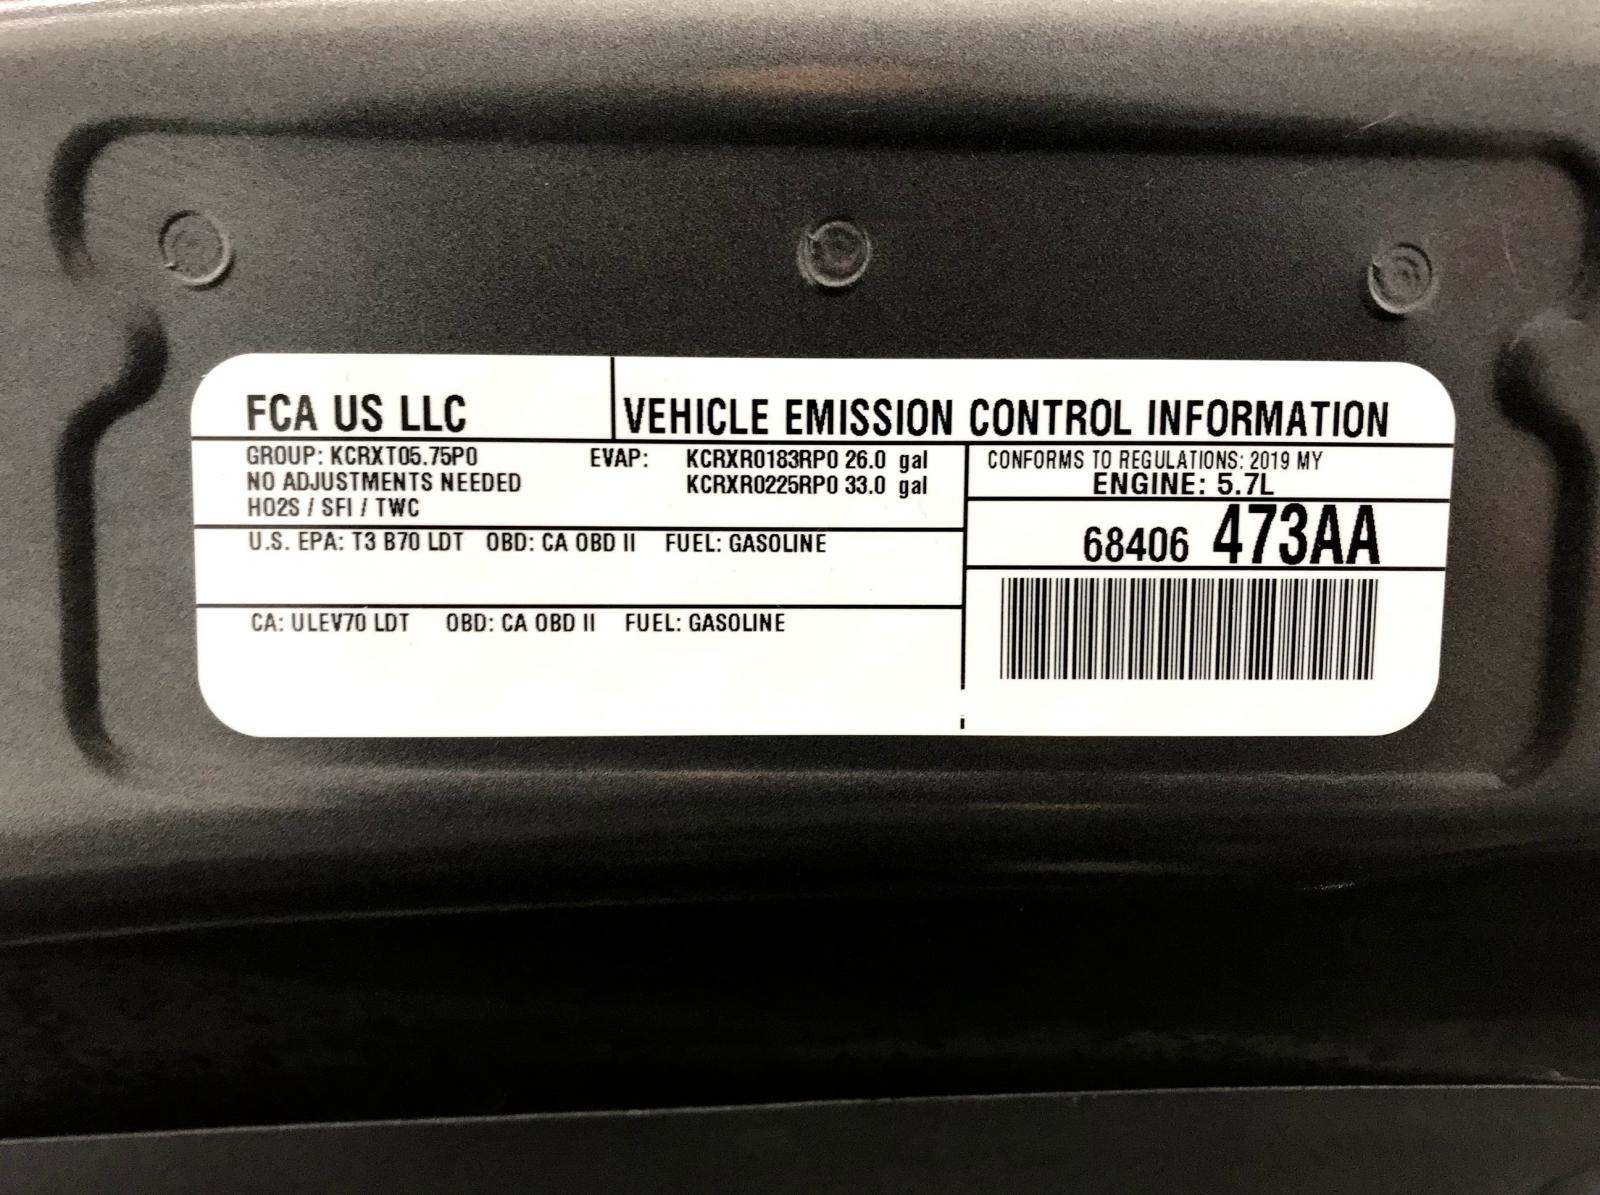 FCA US LLC
VEHICLE EMISSION CONTROL INFORMATION
GROUP: KCRXT05.75P0
NO ADJUSTMENTS NEEDED
HO2S / SFI / TWC
EVAP: KCRXR0183RP0 26.0 gal
KCRXR0225RP0 33.0 gal
CONFORMS TO REGULATIONS: 2019 MY
ENGINE: 5.7L
68406 473AA
U.S. EPA: T3 B70 LDT OBD: CA OBD II FUEL: GASOLINE
CA: ULEV70 LDT OBD: CA OBD II FUEL: GASOLINE